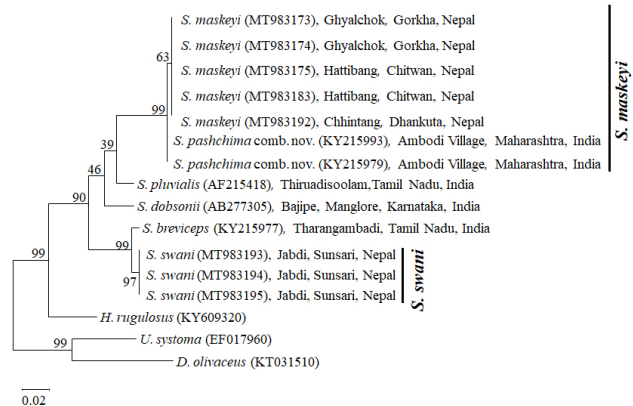 S. maskeyi (MT983173), Ghyalchok, Gorkha, Nepal
S. maskeyi (MT983174), Ghyalchok, Gorkha, Nepal
63
S. maskeyi (MT983175), Hattibang, Chitwan, Nepal
S. maskeyi (MT983183), Hattibang, Chitwan, Nepal
99
S. maskeyi (MT983192), Chhintang, Dhankuta, Nepal
S. maskeyi
S. pashchima comb. nov. (KY215993), Ambodi Village, Maharashtra, India
39
S. pashchima comb. nov. (KY215979), Ambodi Village, Maharashtra, India
46
S. pluvialis (AF215418), Thiruadisoolam,Tamil Nadu, India
90
S. dobsonii (AB277305), Bajipe, Manglore, Karnataka, India
S. breviceps (KY215977), Tharangambadi, Tamil Nadu, India
99
99
S. swani (MT983193), Jabdi, Sunsari, Nepal
S. swani (MT983194), Jabdi, Sunsari, Nepal
97
S. swani (MT983195), Jabdi, Sunsari, Nepal
S. swani
H. rugulosus (KY609320)
99
U. systoma (EF017960)
D. olivaceus (KT031510)
0.02